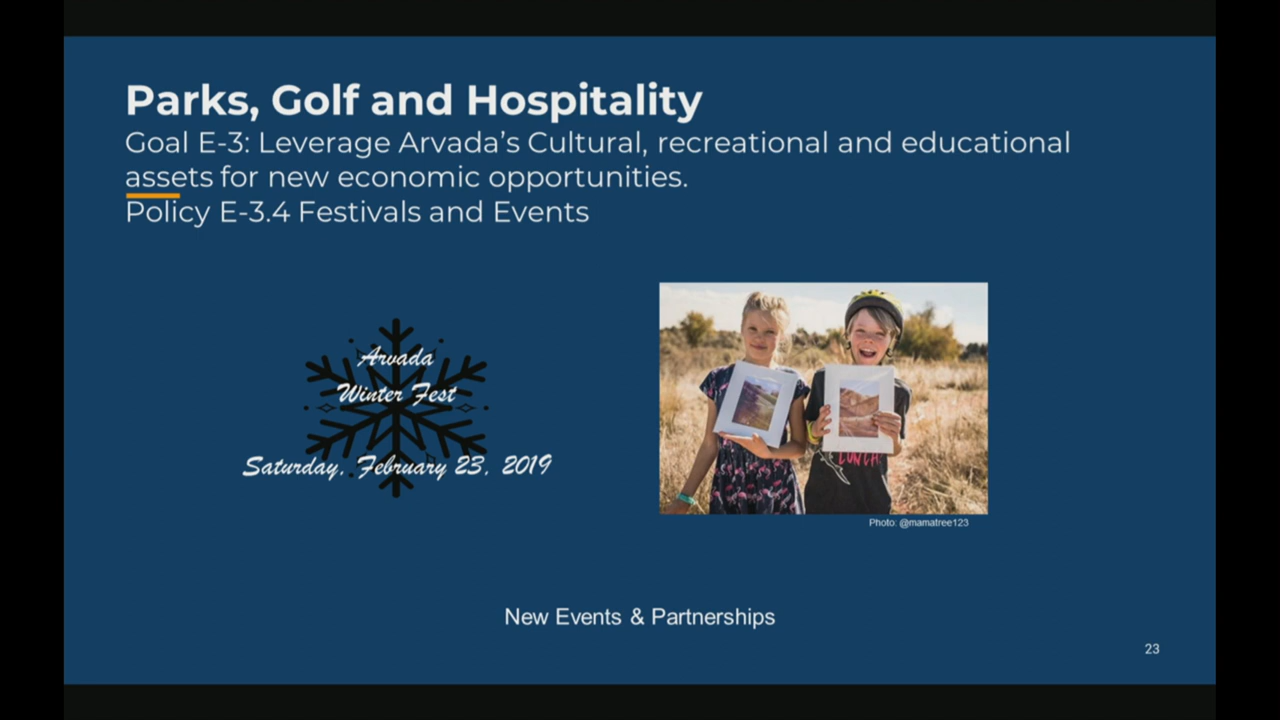 Parks, Golf and Hospitality
Goal E-3: Leverage Arvada’s Cultural, recreational and educational
assets for new economic opportunities.
Policy E-3.4 Festivals and Events
Arvada
Winter Fest
Saturday, February 23, 2019
LUNCH
Photo: @mamatree123
New Events & Partnerships
23